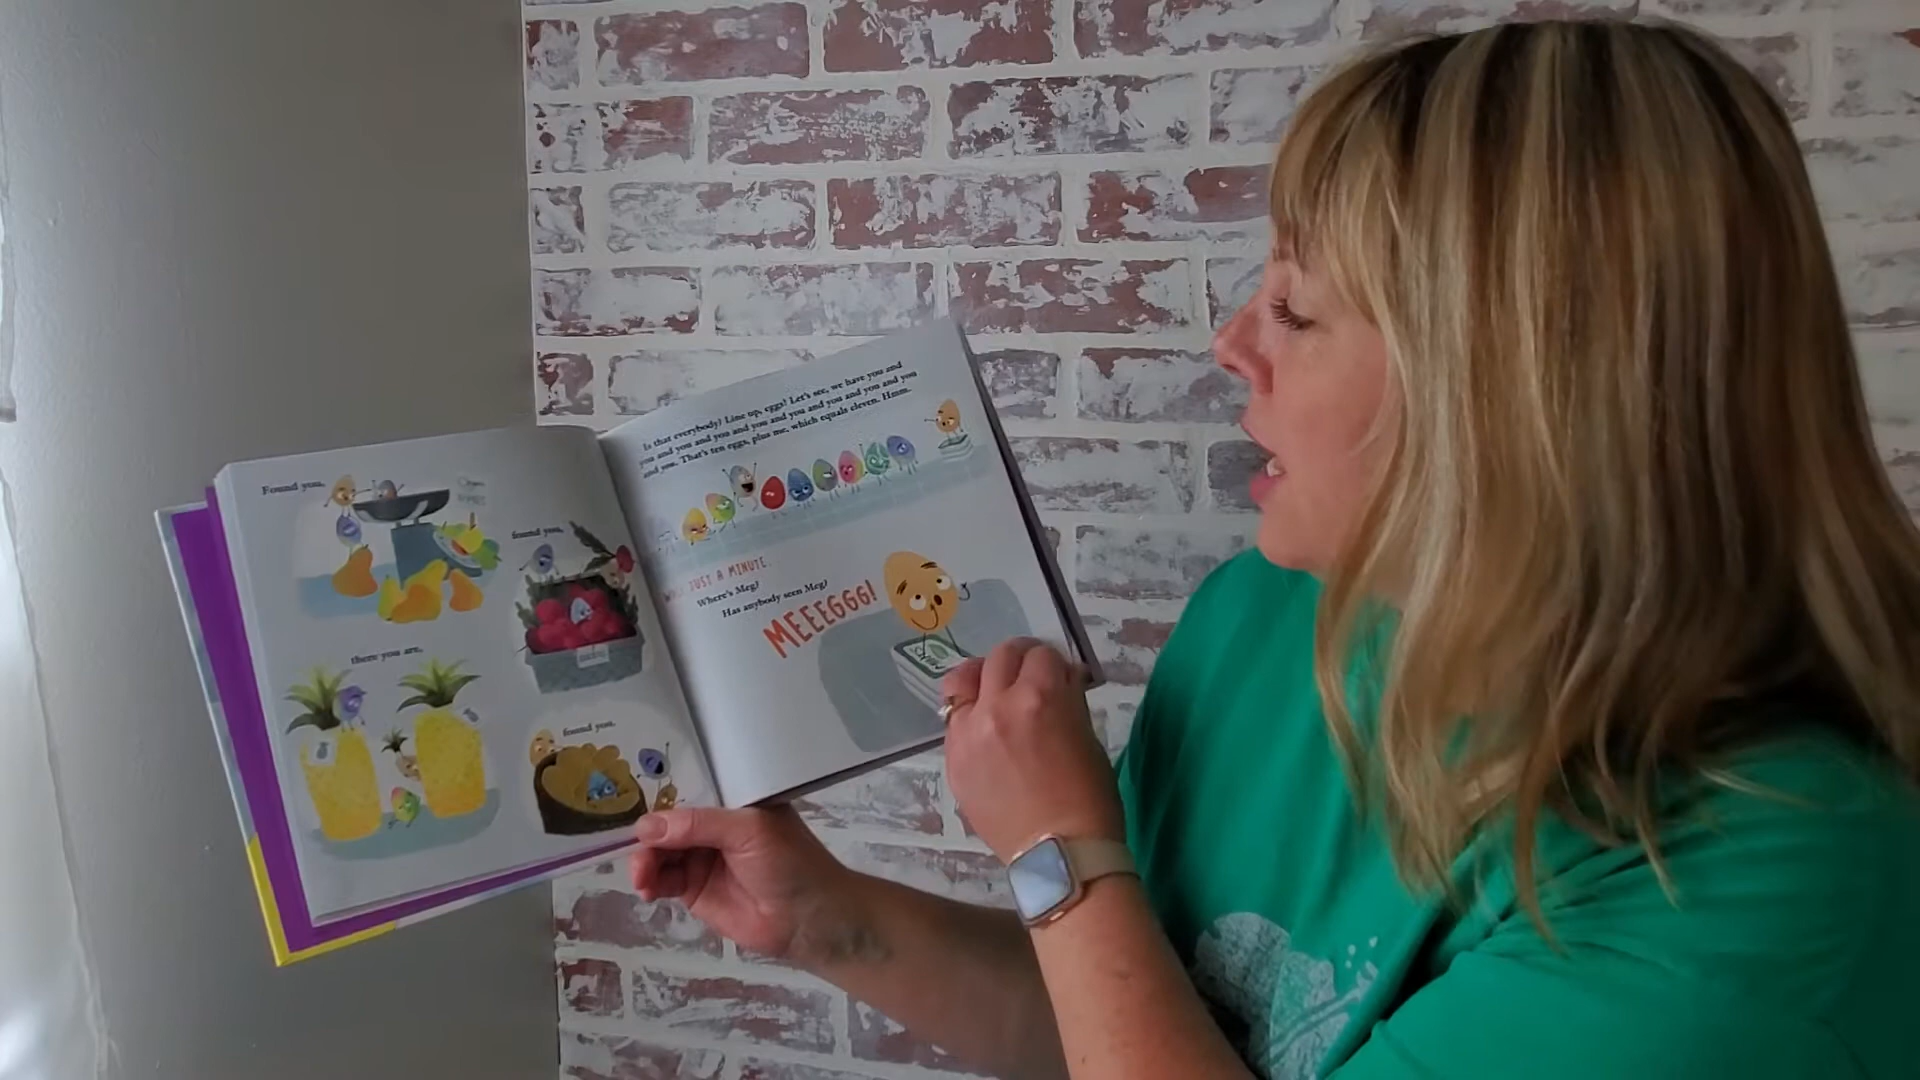 Found you,
found you,
there you are,
found you.
Is that everybody? Line up, eggs! Let's see, we have you and
you and you and you and you and you and you and you and you
and you. That's ten eggs, plus me, which equals eleven. Hmm.
JUST A MINUTE.
Where's Meg?
Has anybody seen Meg?
MEEEGGG!